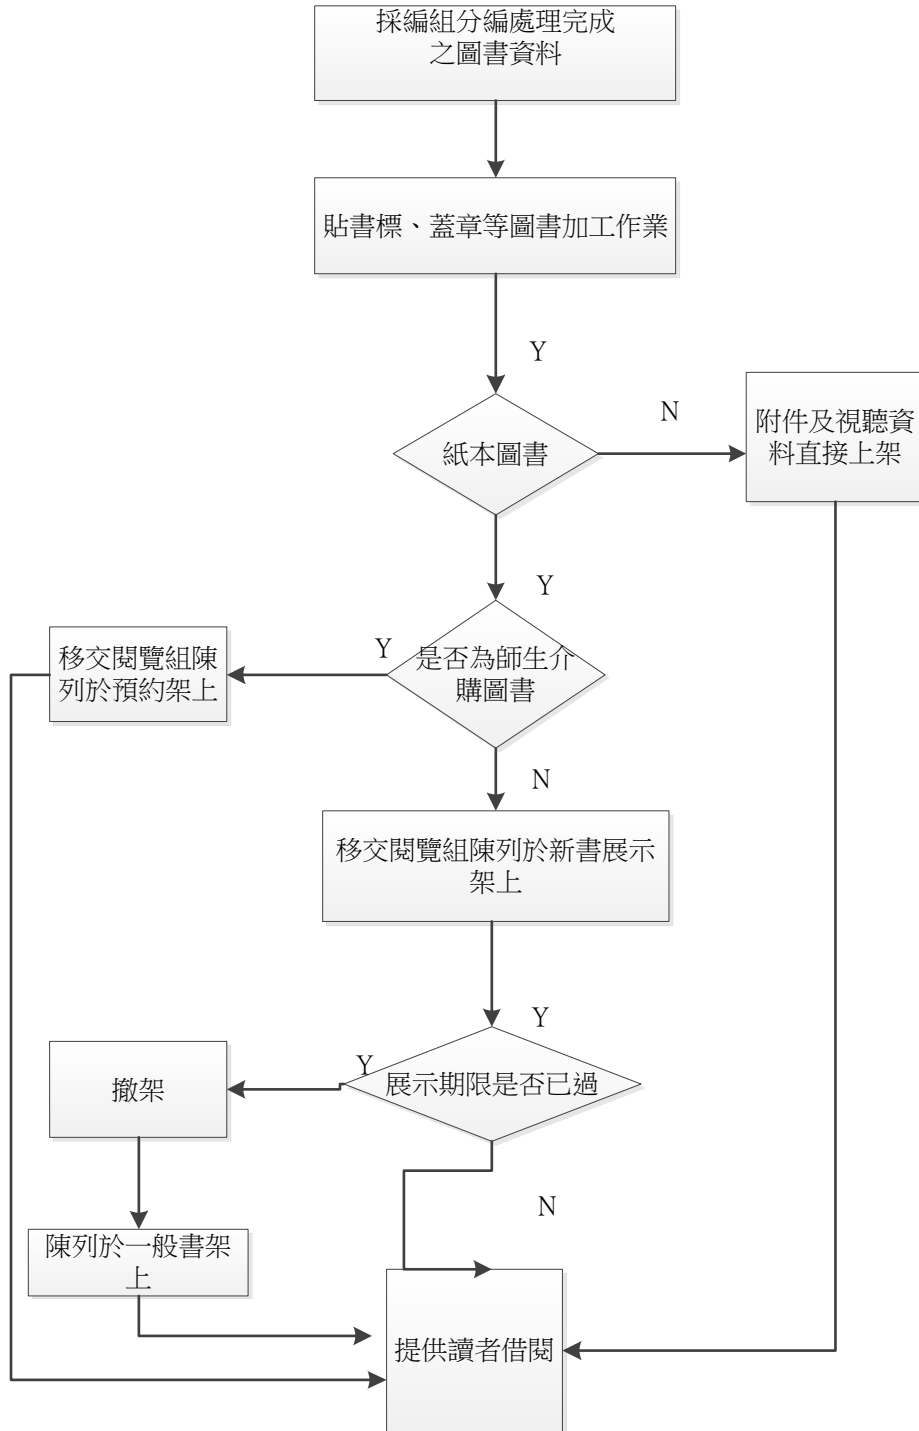 採編組分編處理完成
之圖書資料
貼書標、蓋章等圖書加工作業
Y
紙本圖書
N
附件及視聽資
料直接上架
Y
是否為師生介
購圖書
Y
移交閱覽組陳
列於預約架上
N
移交閱覽組陳列於新書展示
架上
Y
展示期限是否已過
Y
撤架
N
陳列於一般書架
上
提供讀者借閱